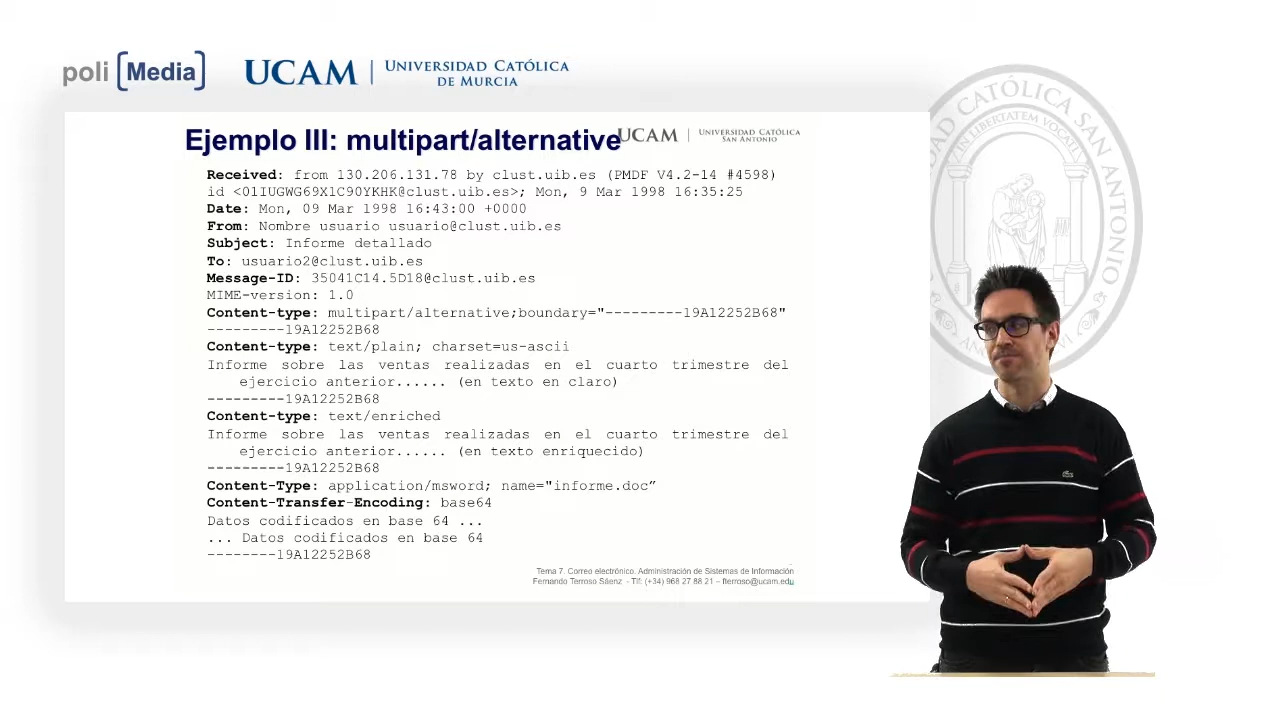 poli [Media] UCAM | UNIVERSIDAD CATÓLICA
DE MURCIA
Ejemplo III: multipart/alternative
UCAM | UNIVERSIDAD CATÓLICA
SAN ANTONIO
Received: from 130.206.131.78 by clust.uib.es (PMDF V4.2-14 #4598)
id <01IUGWG69X1C90YKHK@clust.uib.es>; Mon, 9 Mar 1998 16:35:25
Date: Mon, 09 Mar 1998 16:43:00 +0000
From: Nombre usuario usuario@clust.uib.es
Subject: Informe detallado
To: usuario2@clust.uib.es
Message-ID: 35041C14.5D18@clust.uib.es
MIME-version: 1.0
Content-type: multipart/alternative;boundary="---------19A12252B68"
---------19A12252B68
Content-type: text/plain; charset=us-ascii
Informe sobre las ventas realizadas en el cuarto trimestre del
ejercicio anterior...... (en texto en claro)
---------19A12252B68
Content-type: text/enriched
Informe sobre las ventas realizadas en el cuarto trimestre del
ejercicio anterior...... (en texto enriquecido)
---------19A12252B68
Content-Type: application/msword; name="informe.doc”
Content-Transfer-Encoding: base64
Datos codificados en base 64 ...
... Datos codificados en base 64
--------19A12252B68
Tema 7. Correo electrónico. Administración de Sistemas de Información
Fernando Terroso Sáenz - Tlf: (+34) 968 27 88 21 – fterroso@ucam.edu
CATÓLICA SAN ANTONIO
LIBERTATEM VOCATI